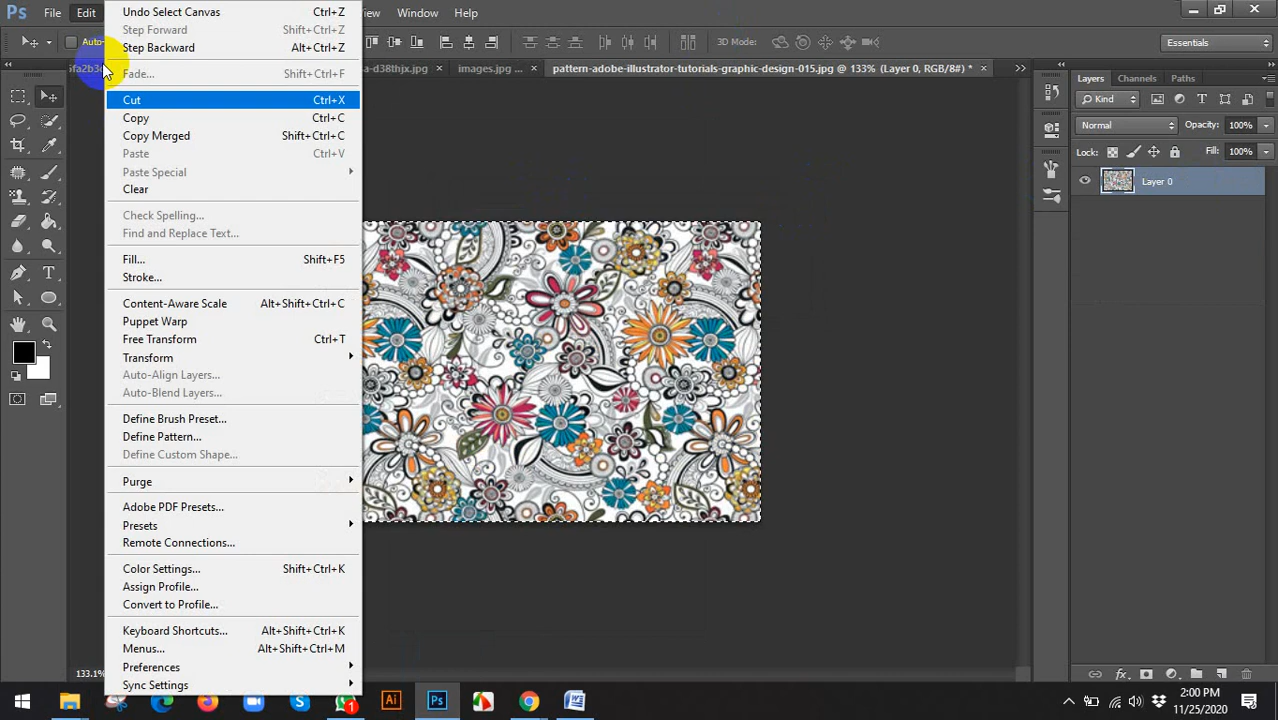 Ps File Edit View Window Help
Auto- 3D Mode: Essentials
a-d38thjx.jpg × images.jpg ... × pattern-adobe-illustrator-tutorials-graphic-design-015.jpg @ 133% (Layer 0, RGB/8#) * ×
Undo Select Canvas Ctrl+Z
Step Forward Shift+Ctrl+Z
Step Backward Alt+Ctrl+Z
Fade... Shift+Ctrl+F
Cut Ctrl+X
Copy Ctrl+C
Copy Merged Shift+Ctrl+C
Paste Ctrl+V
Paste Special
Clear
Check Spelling...
Find and Replace Text...
Fill... Shift+F5
Stroke...
Content-Aware Scale Alt+Shift+Ctrl+C
Puppet Warp
Free Transform Ctrl+T
Transform
Auto-Align Layers...
Auto-Blend Layers...
Define Brush Preset...
Define Pattern...
Define Custom Shape...
Purge
Adobe PDF Presets...
Presets
Remote Connections...
Color Settings... Shift+Ctrl+K
Assign Profile...
Convert to Profile...
Keyboard Shortcuts... Alt+Shift+Ctrl+K
Menus... Alt+Shift+Ctrl+M
Preferences
Sync Settings
Layers Channels Paths
Kind
Normal Opacity: 100%
Lock: Fill: 100%
Layer 0
133.1%
1 Ai Ps
2:00 PM
11/25/2020